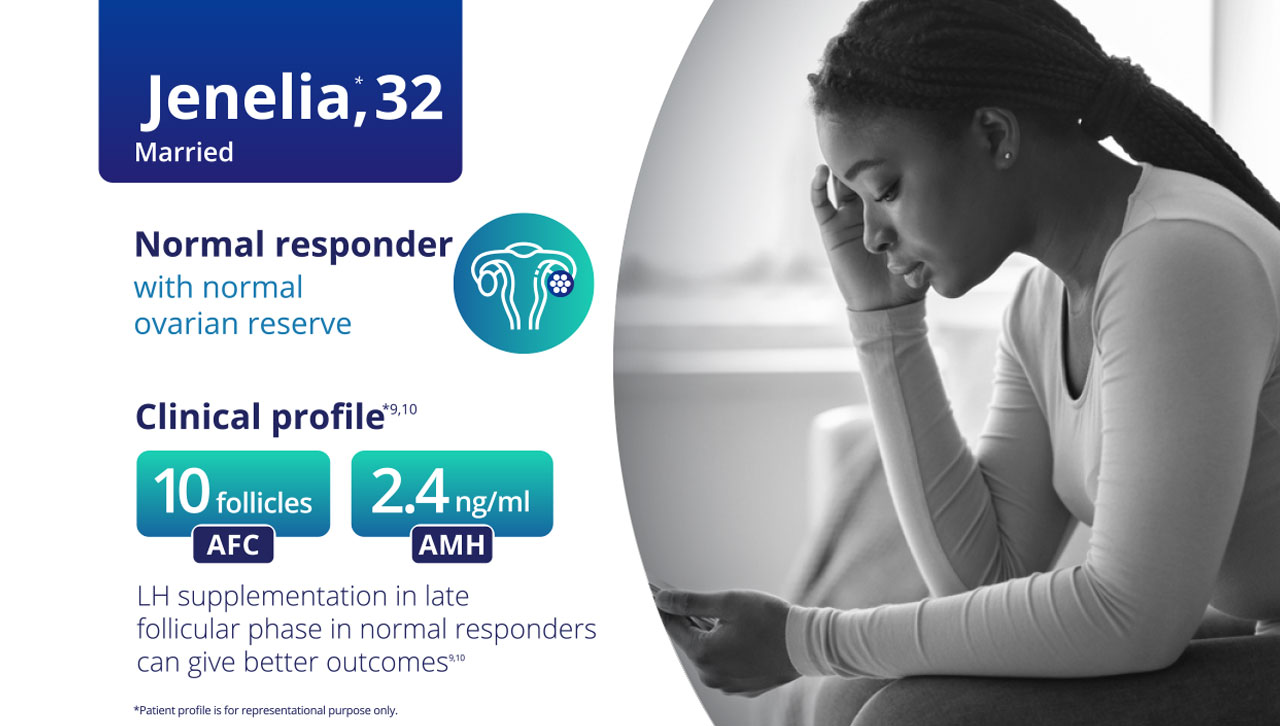 Jenelia,* 32
Married
Normal responder
with normal
ovarian reserve
Clinical profile*9,10
10 follicles
AFC
2.4 ng/ml
AMH
LH supplementation in late
follicular phase in normal responders
can give better outcomes9,10
*Patient profile is for representational purpose only.